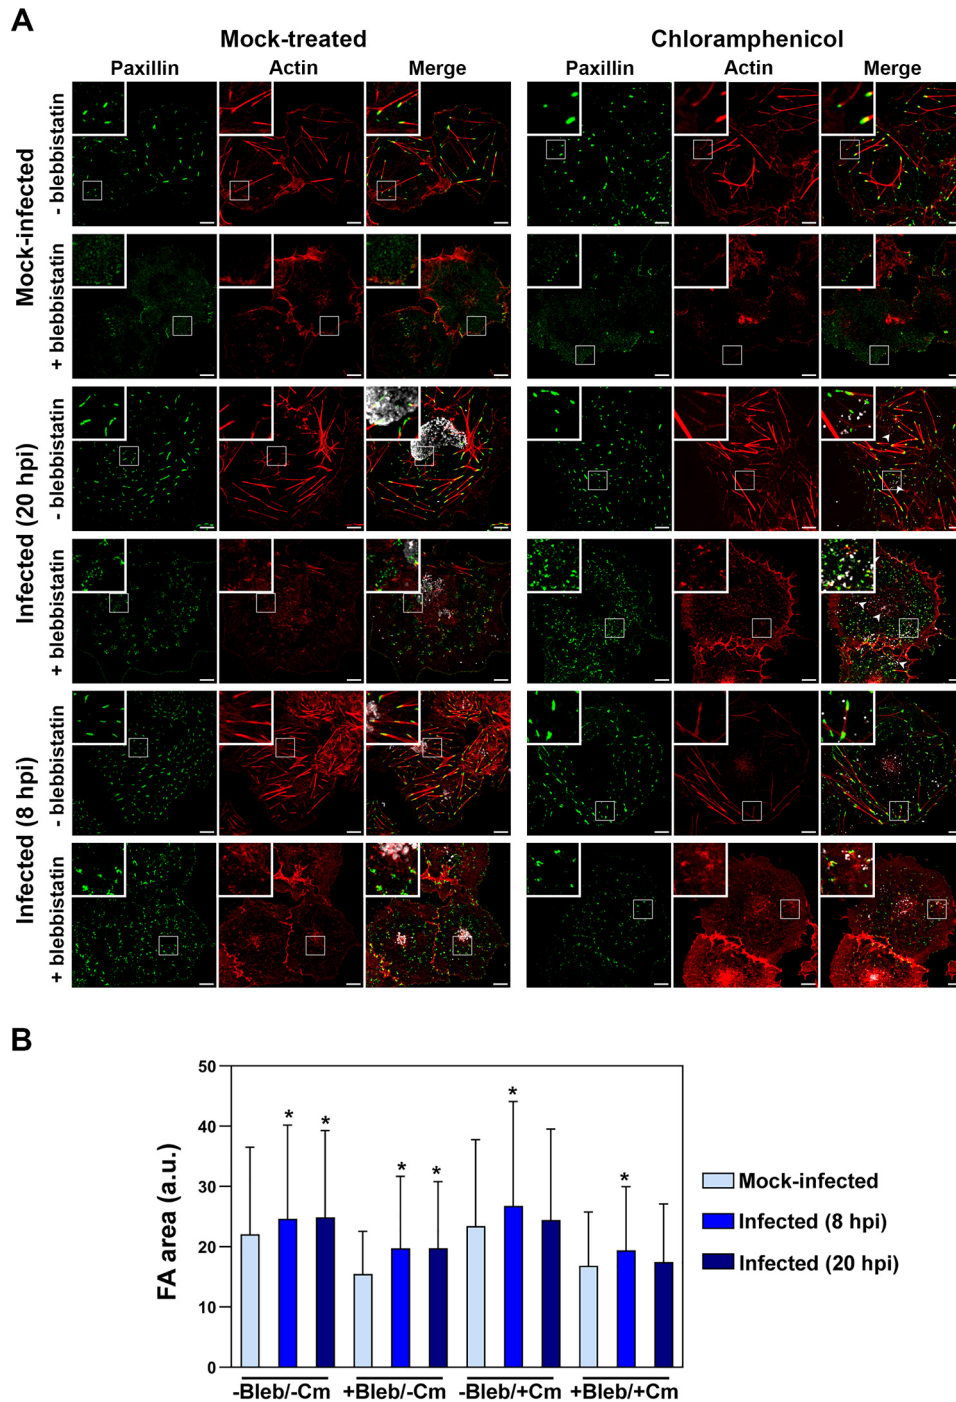 A
Mock-treated
Chloramphenicol
Paxillin Actin Merge Paxillin Actin Merge
Mock-infected
- blebbistatin
+ blebbistatin
Infected (20 hpi)
- blebbistatin
+ blebbistatin
Infected (8 hpi)
- blebbistatin
+ blebbistatin
B
FA area (a.u.)
50
40
30
20
10
0
* * * * * *
-Bleb/-Cm +Bleb/-Cm -Bleb/+Cm +Bleb/+Cm
Mock-infected
Infected (8 hpi)
Infected (20 hpi)